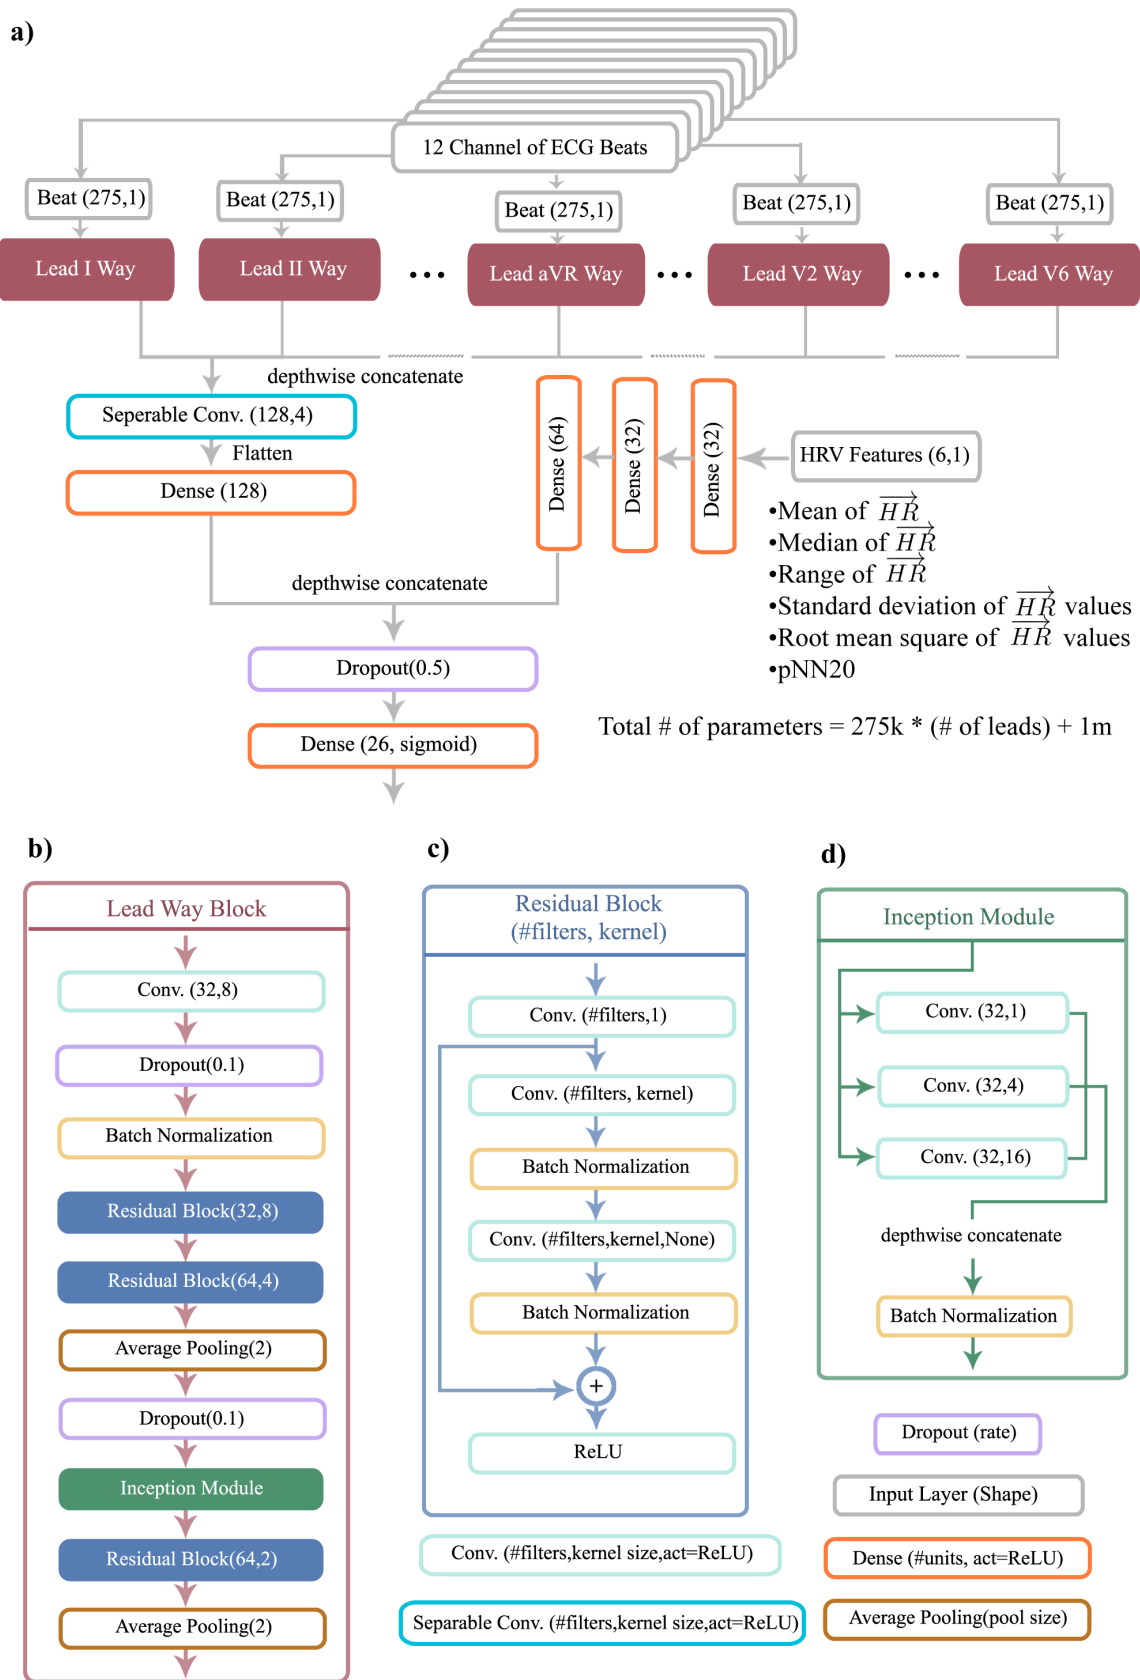 a)
12 Channel of ECG Beats
Beat (275,1)
Beat (275,1)
Beat (275,1)
Beat (275,1)
Beat (275,1)
Lead I Way
Lead II Way
...
Lead aVR Way
...
Lead V2 Way
...
Lead V6 Way
depthwise concatenate
Seperable Conv. (128,4)
Flatten
Dense (128)
Dense (64)
Dense (32)
Dense (32)
HRV Features (6,1)
•Mean of HR
•Median of HR
•Range of HR
•Standard deviation of HR values
•Root mean square of HR values
•pNN20
depthwise concatenate
Dropout(0.5)
Dense (26, sigmoid)
Total # of parameters = 275k * (# of leads) + 1m
b)
Lead Way Block
Conv. (32,8)
Dropout(0.1)
Batch Normalization
Residual Block(32,8)
Residual Block(64,4)
Average Pooling(2)
Dropout(0.1)
Inception Module
Residual Block(64,2)
Average Pooling(2)
c)
Residual Block
(#filters, kernel)
Conv. (#filters,1)
Conv. (#filters, kernel)
Batch Normalization
Conv. (#filters,kernel,None)
Batch Normalization
+
ReLU
Conv. (#filters,kernel size,act=ReLU)
Separable Conv. (#filters,kernel size,act=ReLU)
d)
Inception Module
Conv. (32,1)
Conv. (32,4)
Conv. (32,16)
depthwise concatenate
Batch Normalization
Dropout (rate)
Input Layer (Shape)
Dense (#units, act=ReLU)
Average Pooling(pool size)